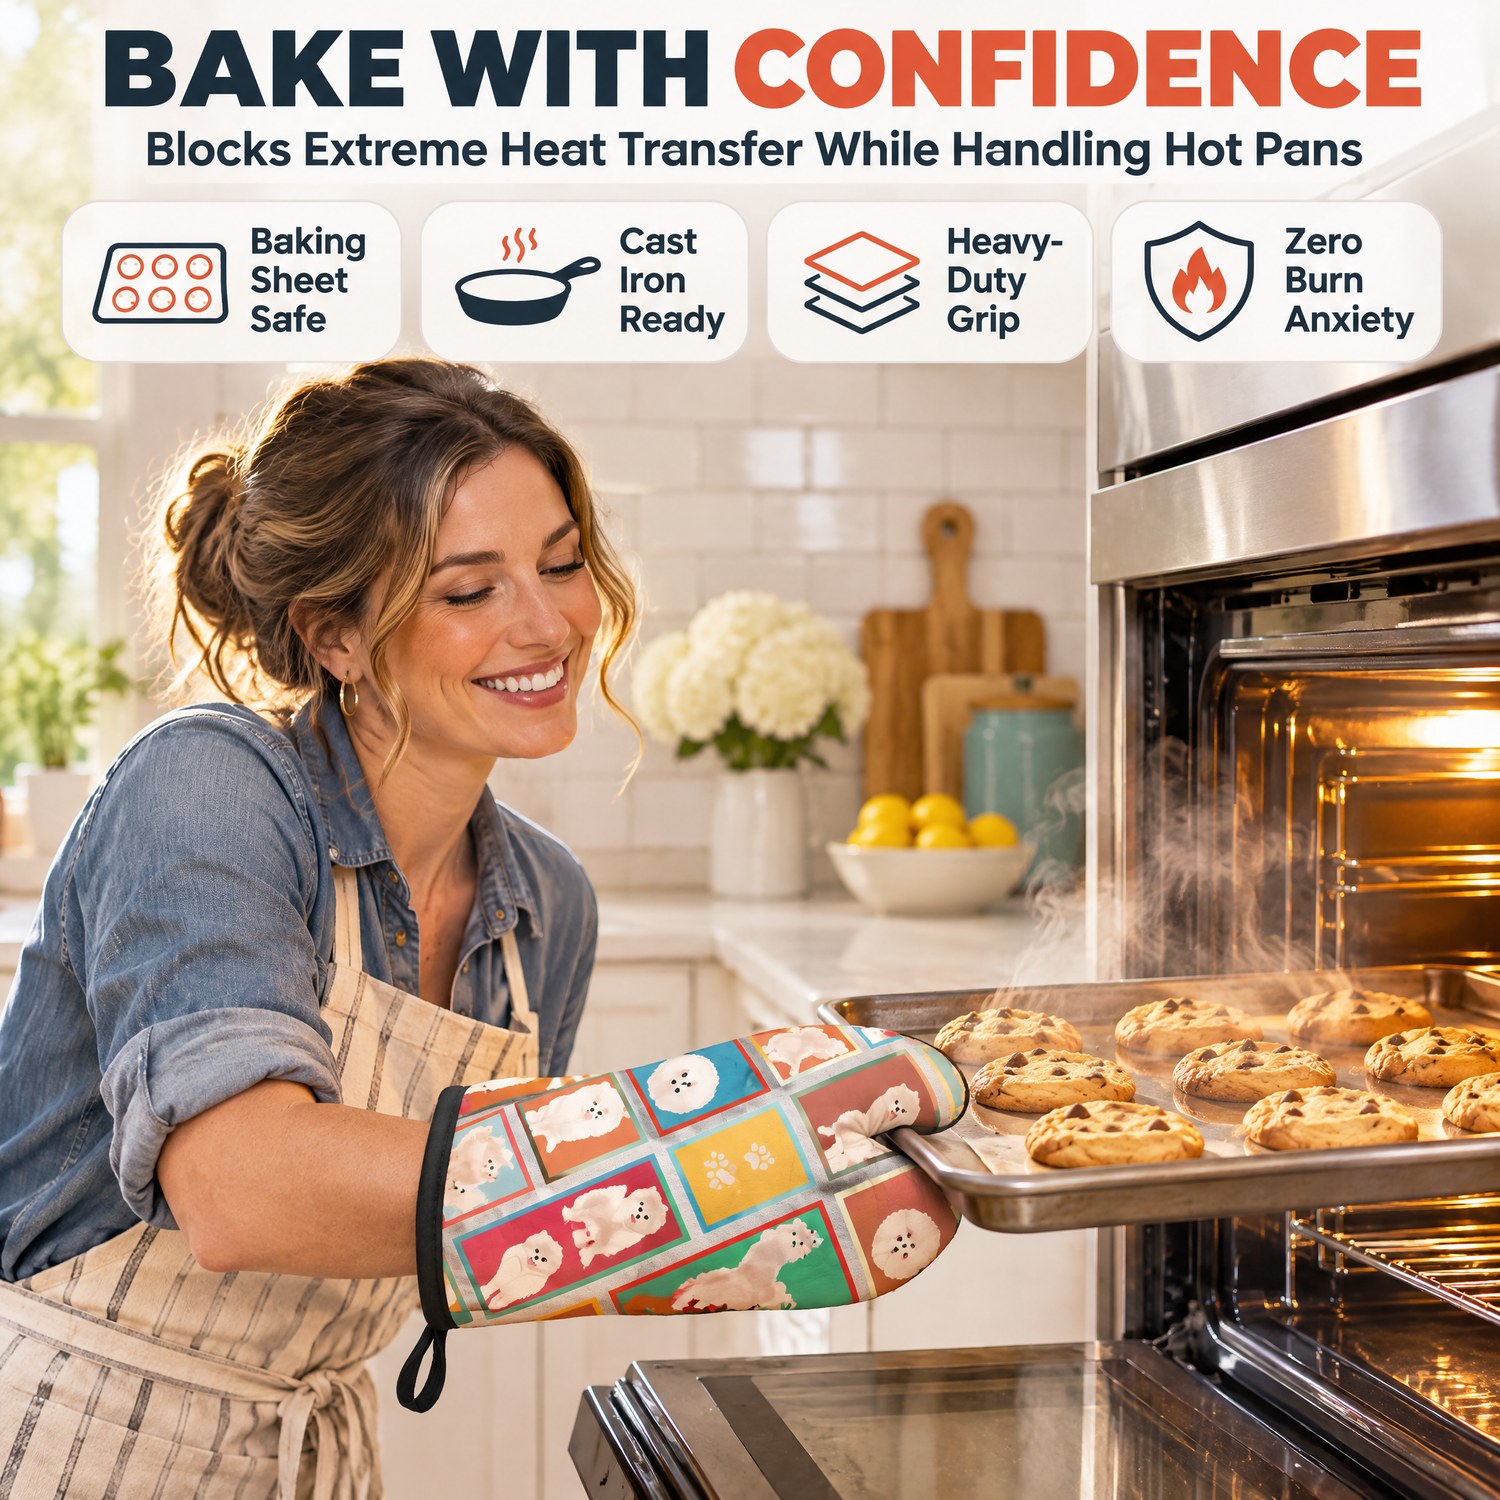 BAKE WITH CONFIDENCE
Blocks Extreme Heat Transfer While Handling Hot Pans
Baking
Sheet
Safe
Cast
Iron
Ready
Heavy-
Duty
Grip
Zero
Burn
Anxiety